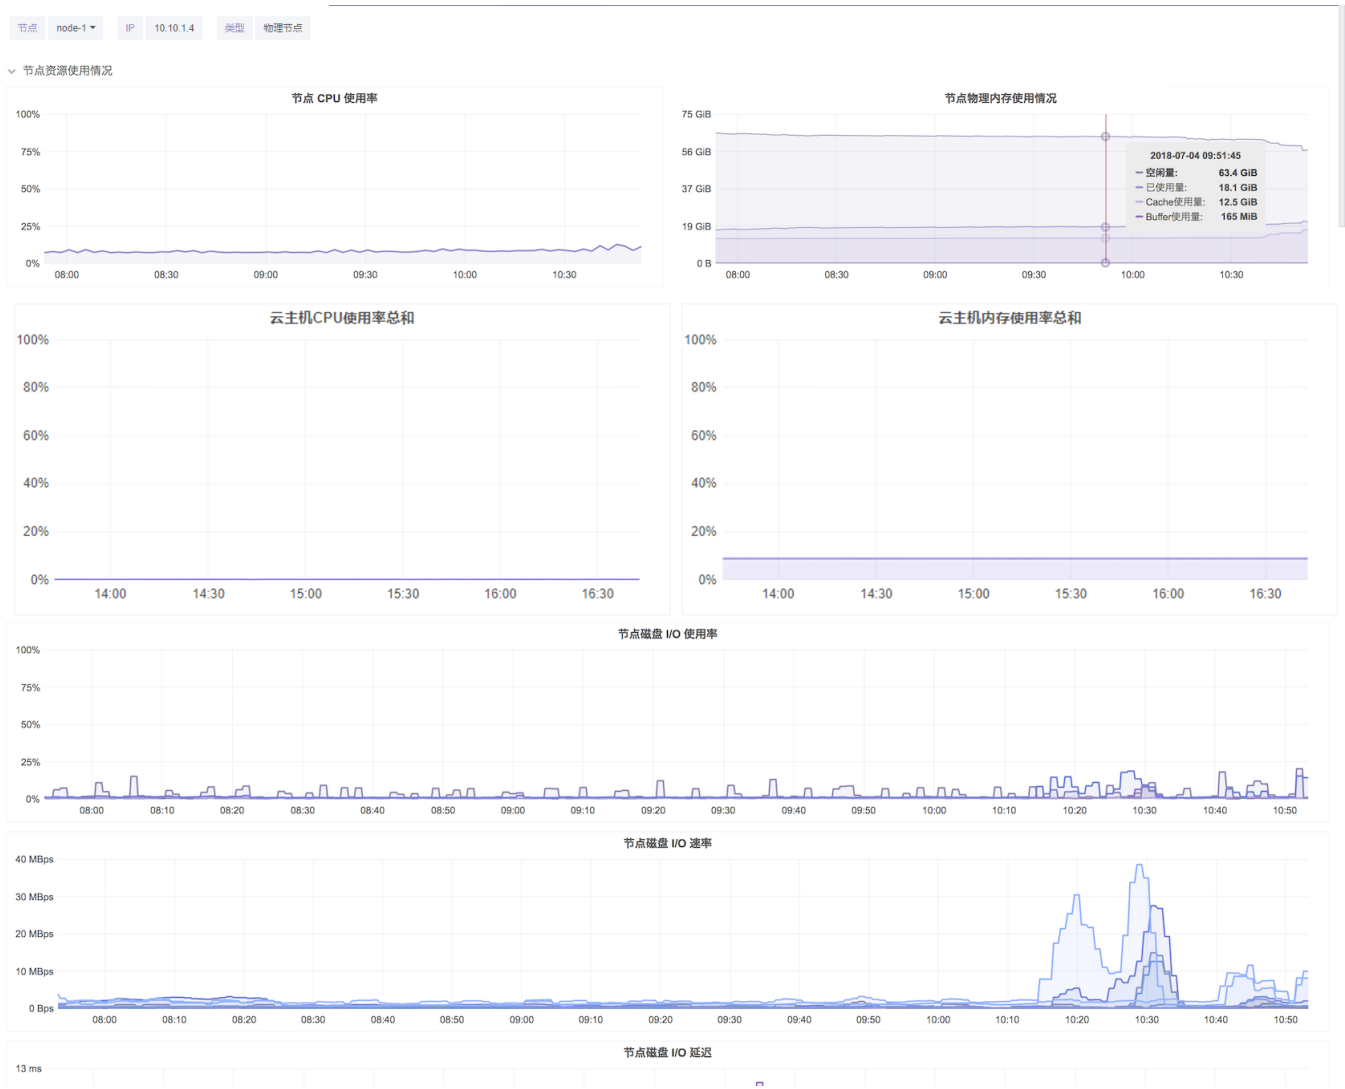 节点 node-1 IP 10.10.1.4 类型 物理节点
节点资源使用情况
节点 CPU 使用率
100%
75%
50%
25%
0%
08:00 08:30 09:00 09:30 10:00 10:30
节点物理内存使用情况
75 GiB
56 GiB
37 GiB
19 GiB
0 B
2018-07-04 09:51:45
空闲量: 63.4 GiB
已使用量: 18.1 GiB
Cache使用量: 12.5 GiB
Buffer使用量: 165 MiB
08:00 08:30 09:00 09:30 10:00 10:30
云主机CPU使用率总和
100%
80%
60%
40%
20%
0%
14:00 14:30 15:00 15:30 16:00 16:30
云主机内存使用率总和
100%
80%
60%
40%
20%
0%
14:00 14:30 15:00 15:30 16:00 16:30
节点磁盘 I/O 使用率
100%
75%
50%
25%
0%
08:00 08:10 08:20 08:30 08:40 08:50 09:00 09:10 09:20 09:30 09:40 09:50 10:00 10:10 10:20 10:30 10:40 10:50
节点磁盘 I/O 速率
40 MBps
30 MBps
20 MBps
10 MBps
0 Bps
08:00 08:10 08:20 08:30 08:40 08:50 09:00 09:10 09:20 09:30 09:40 09:50 10:00 10:10 10:20 10:30 10:40 10:50
节点磁盘 I/O 延迟
13 ms